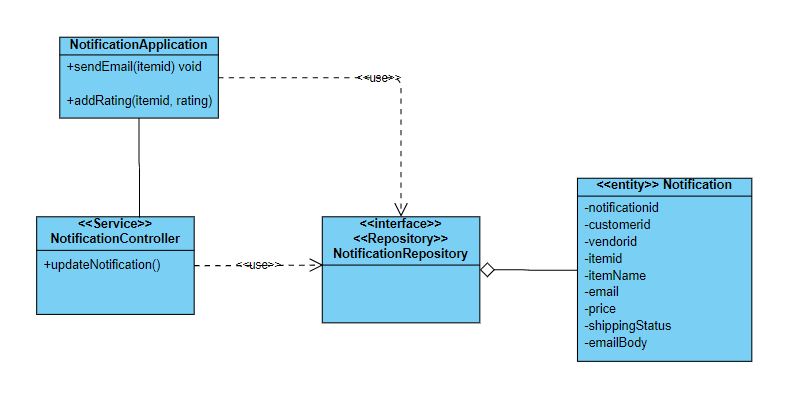 NotificationApplication
+sendEmail(itemid) void
+addRating(itemid, rating)
<<use>>
<<Service>>
NotificationController
+updateNotification()
<<use>>
<<interface>>
<<Repository>>
NotificationRepository
<<entity>> Notification
-notificationid
-customerid
-vendorid
-itemid
-itemName
-email
-price
-shippingStatus
-emailBody